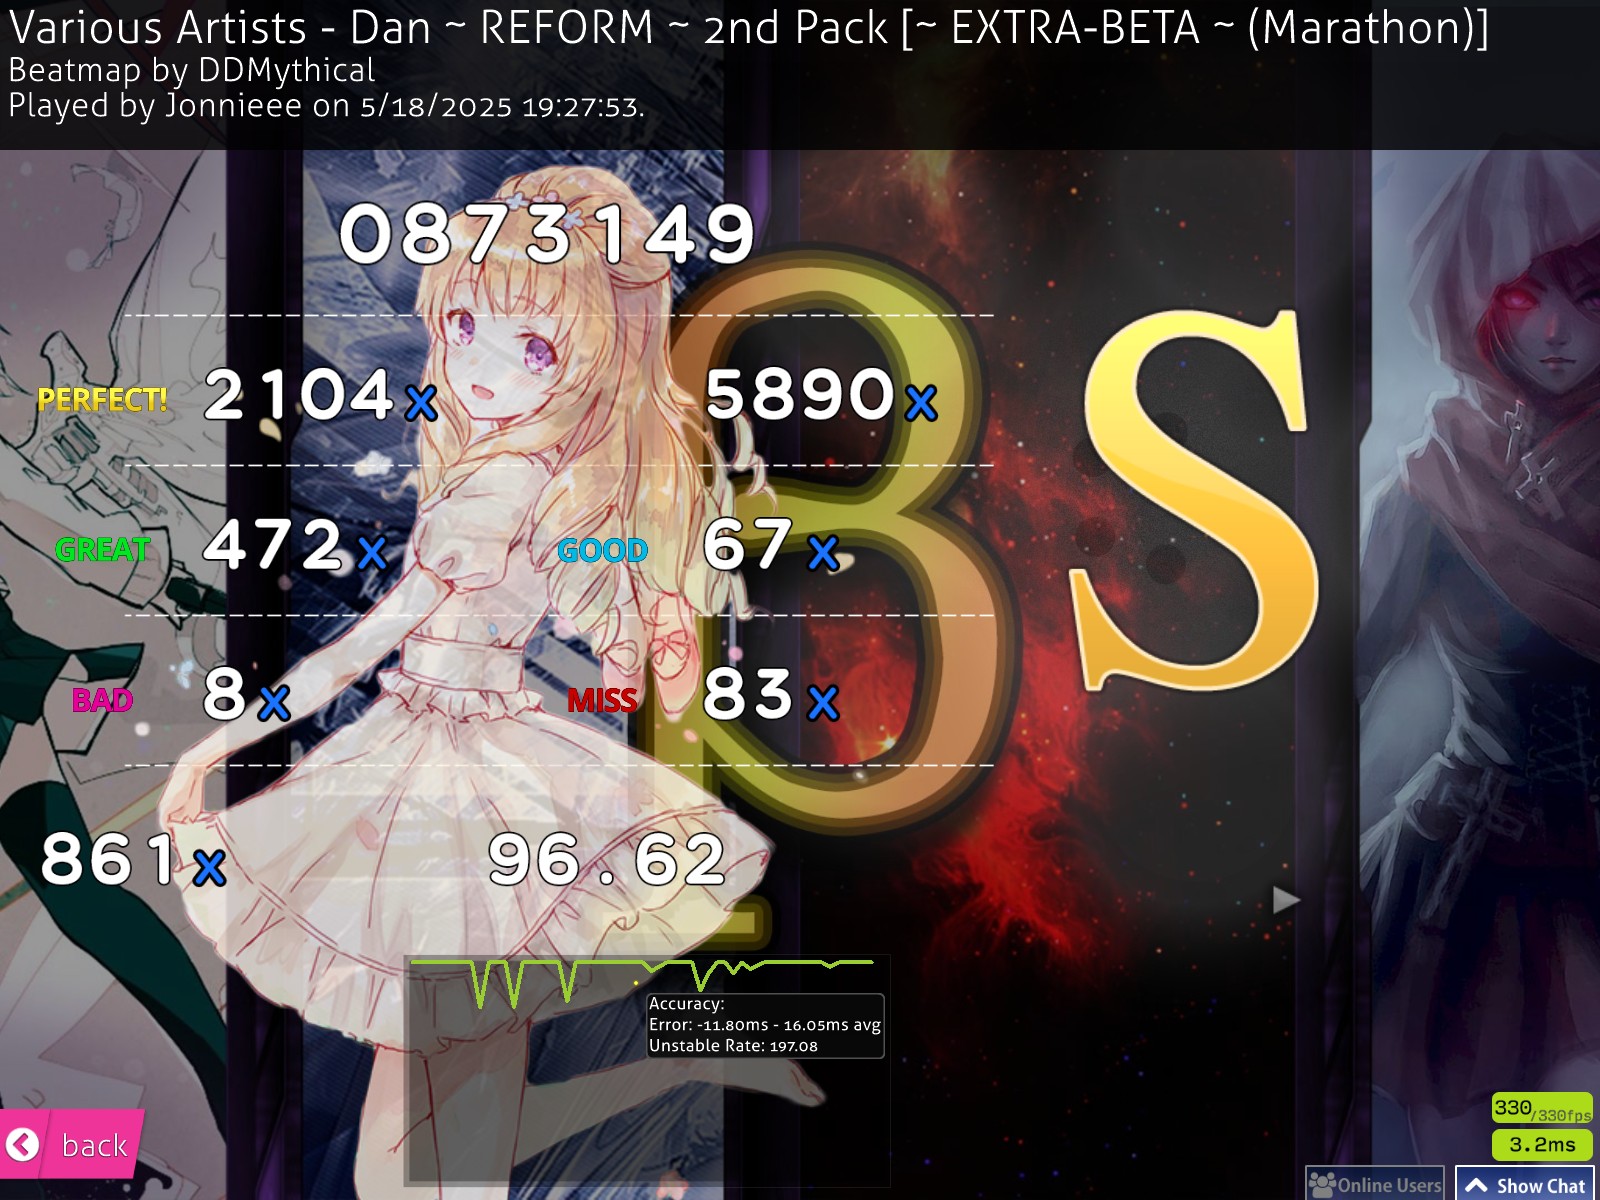 Various Artists - Dan ~ REFORM ~ 2nd Pack [~ EXTRA-BETA ~ (Marathon)]
Beatmap by DDMythical
Played by Jonnieee on 5/18/2025 19:27:53.
0873149
PERFECT! 2104x 5890x
GREAT 472x GOOD 67x
BAD 8x MISS 83x
861x 96.62
S
Accuracy:
Error: -11.80ms - 16.05ms avg
Unstable Rate: 197.08
back
330/330fps
3.2ms
Online Users
Show Chat